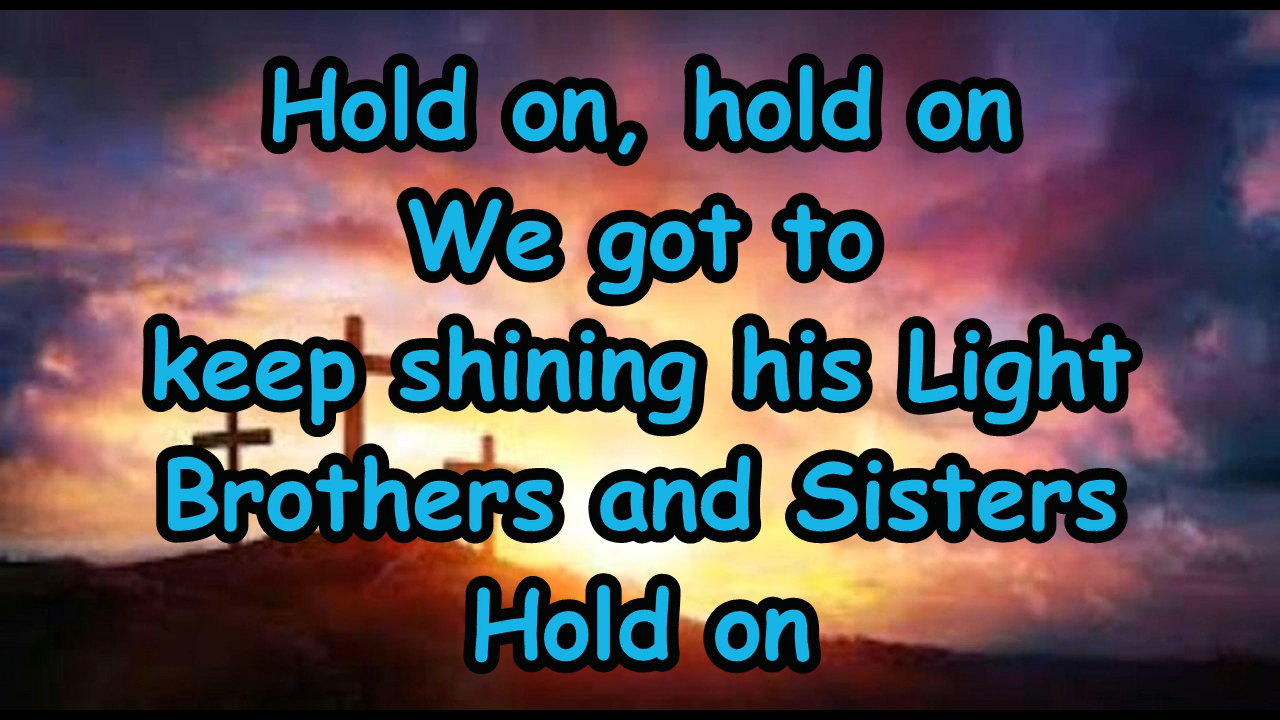 Hold on, hold on
We got to
keep shining his Light
Brothers and Sisters
Hold on